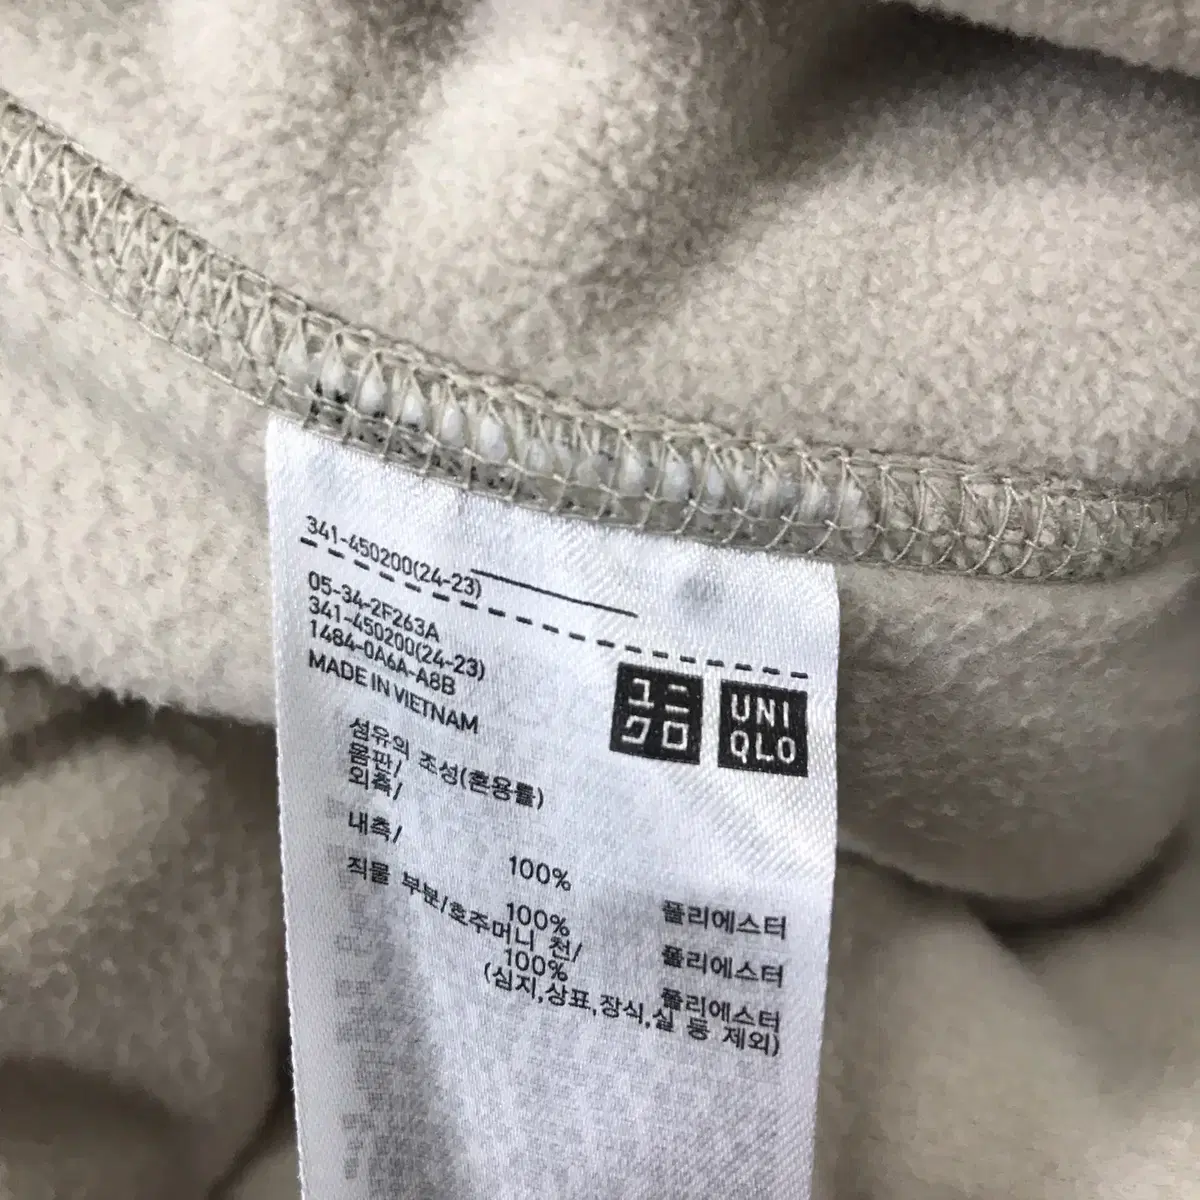 341-450200(24-23)
05-34-2F263A
341-450200(24-23)
1484-0A6A-A8B
MADE IN VIETNAM
ユニ
クロ
UNI
QLO
섬유의 조성(혼용률)
몸판/
외측/
100% 폴리에스터
내측/
100% 폴리에스터
직물 부분/호주머니 천/
100% 폴리에스터
(심지,상표,장식,실 등 제외)